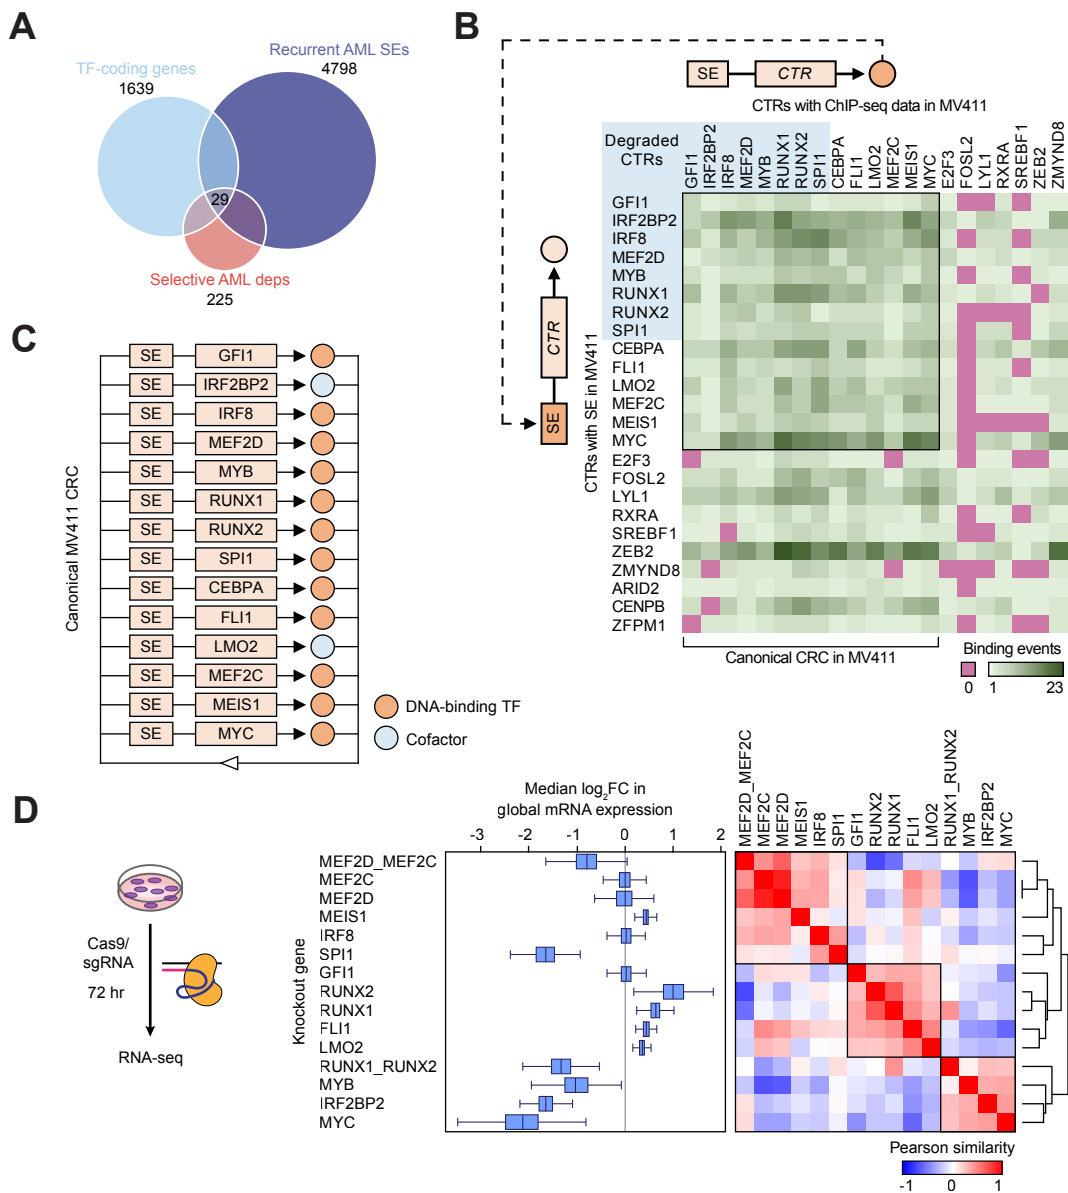 A
Recurrent AML SEs
4798
TF-coding genes
1639
29
Selective AML deps
225
B
SE
CTR
CTRs with ChIP-seq data in MV411
Degraded
CTRs
GFI1
IRF2BP2
IRF8
MEF2D
MYB
RUNX1
RUNX2
SPI1
CEBPA
FLI1
LMO2
MEF2C
MEIS1
MYC
E2F3
FOSL2
LYL1
RXRA
SREBF1
ZEB2
ZMYND8
CTR
SE
CTRs with SE in MV411
GFI1
IRF2BP2
IRF8
MEF2D
MYB
RUNX1
RUNX2
SPI1
CEBPA
FLI1
LMO2
MEF2C
MEIS1
MYC
E2F3
FOSL2
LYL1
RXRA
SREBF1
ZEB2
ZMYND8
ARID2
CENPB
ZFPM1
Canonical CRC in MV411
Binding events
0
1
23
C
Canonical MV411 CRC
SE GFI1
SE IRF2BP2
SE IRF8
SE MEF2D
SE MYB
SE RUNX1
SE RUNX2
SE SPI1
SE CEBPA
SE FLI1
SE LMO2
SE MEF2C
SE MEIS1
SE MYC
DNA-binding TF
Cofactor
D
Cas9/
sgRNA
72 hr
RNA-seq
Median log2FC in
global mRNA expression
-3 -2 -1 0 1 2
Knockout gene
MEF2D_MEF2C
MEF2C
MEF2D
MEIS1
IRF8
SPI1
GFI1
RUNX2
RUNX1
FLI1
LMO2
RUNX1_RUNX2
MYB
IRF2BP2
MYC
MEF2D_MEF2C
MEF2C
MEF2D
MEIS1
IRF8
SPI1
GFI1
RUNX2
RUNX1
FLI1
LMO2
RUNX1_RUNX2
MYB
IRF2BP2
MYC
Pearson similarity
-1 0 1